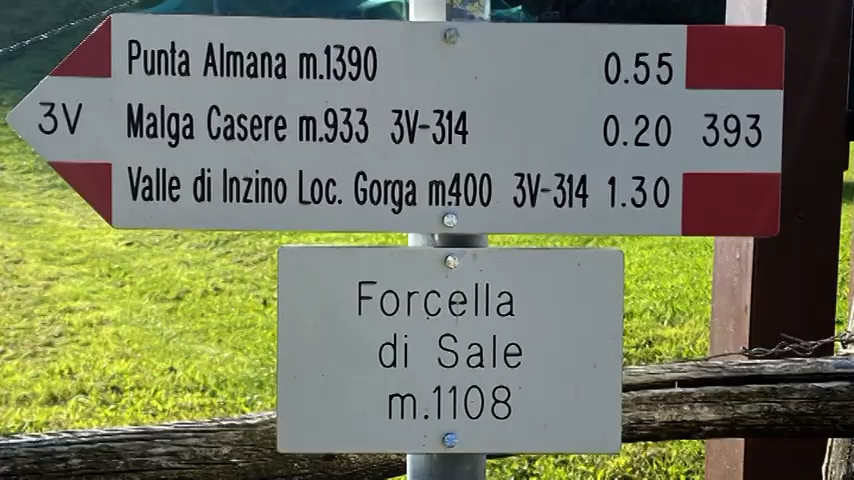 Punta Almana m.1390 0.55
3V Malga Casere m.933 3V-314 0.20 393
Valle di Inzino Loc. Gorga m.400 3V-314 1.30
Forcella
di Sale
m.1108